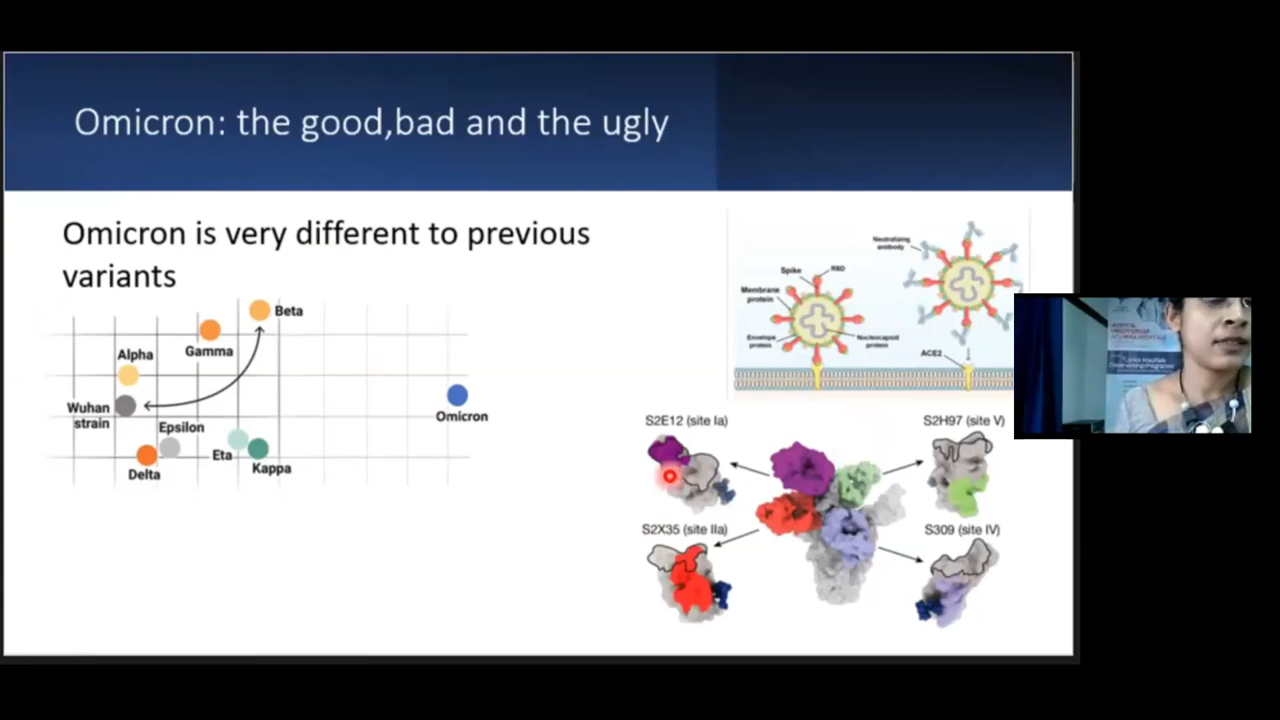 Omicron: the good,bad and the ugly
Omicron is very different to previous
variants
Beta
Gamma
Alpha
Wuhan
strain
Omicron
Epsilon
Eta
Kappa
Delta
Neutralizing
antibody
Spike
RBD
Membrane
protein
Envelope
protein
Nucleocapsid
protein
ACE2
S2E12 (site Ia)
S2H97 (site V)
S2X35 (site IIa)
S309 (site IV)